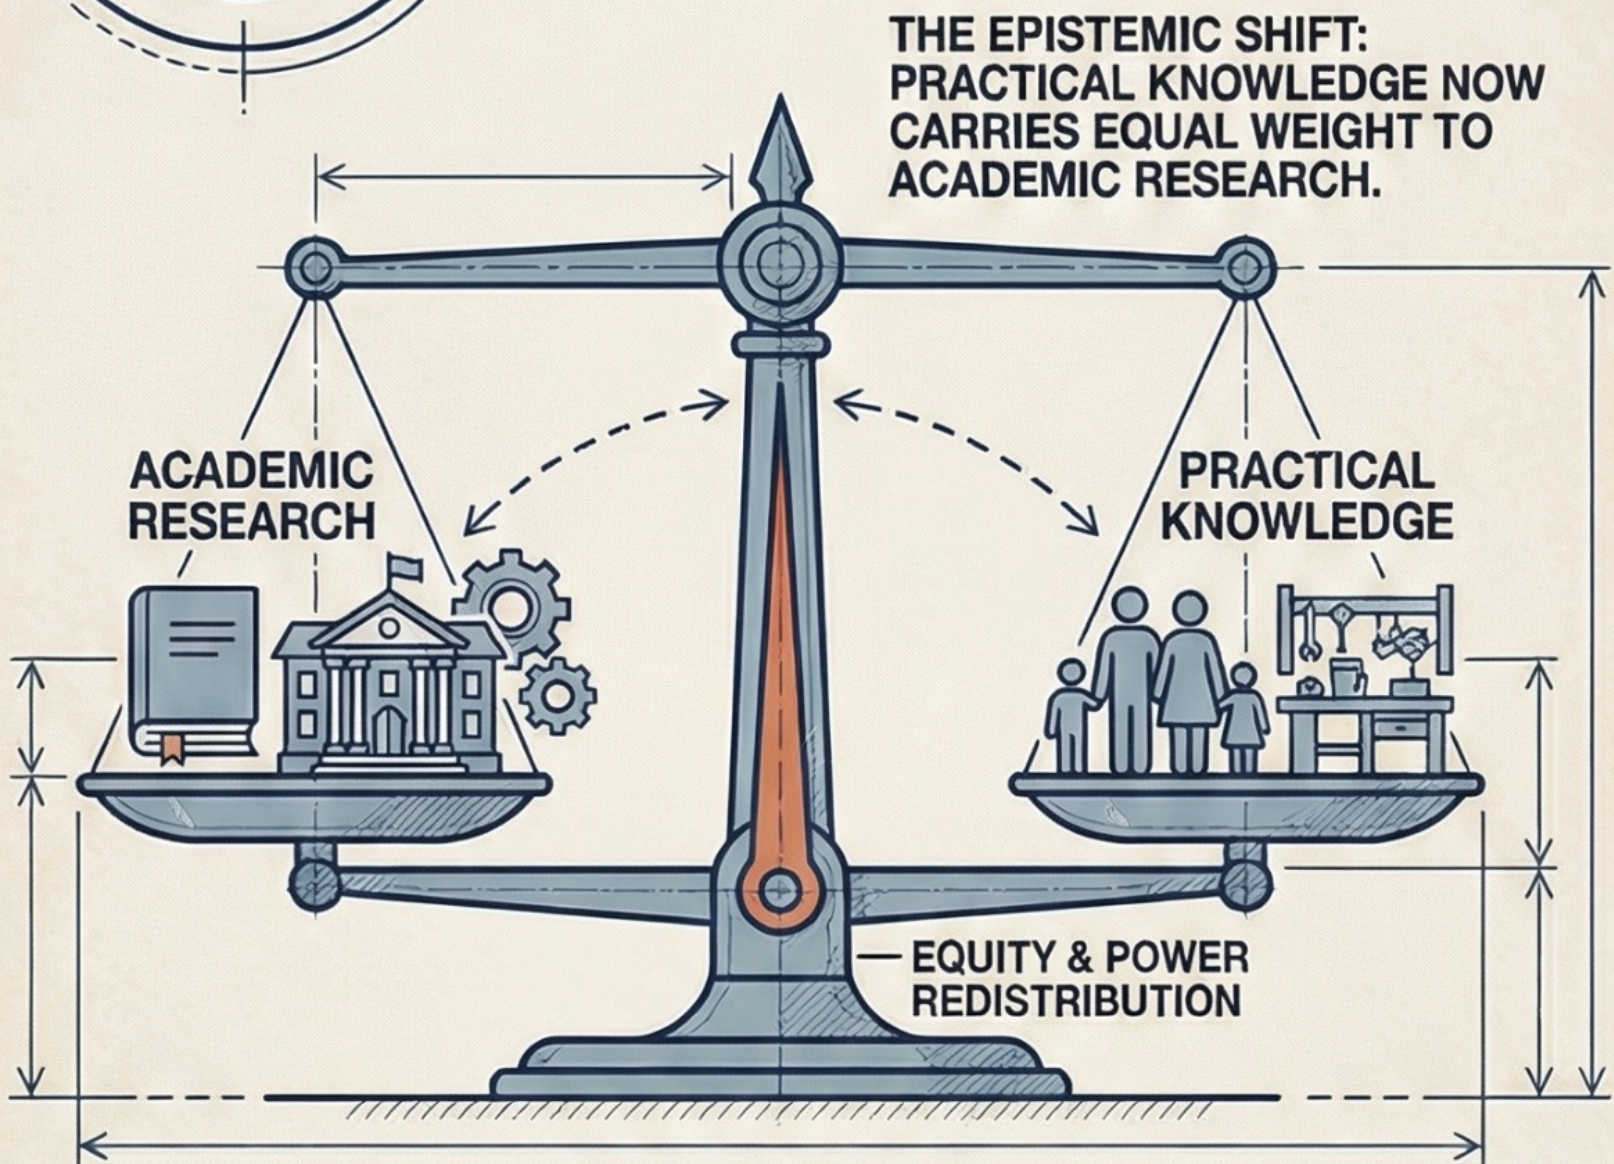 THE EPISTEMIC SHIFT:
PRACTICAL KNOWLEDGE NOW
CARRIES EQUAL WEIGHT TO
ACADEMIC RESEARCH.
ACADEMIC
RESEARCH
PRACTICAL
KNOWLEDGE
EQUITY & POWER
REDISTRIBUTION